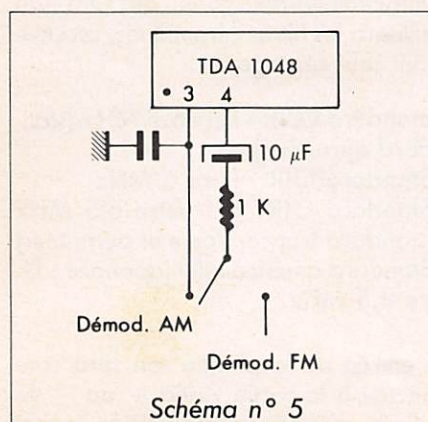 TDA 1048
3 4
10 µF
1 K
Démod. AM
Démod. FM
Schéma n° 5